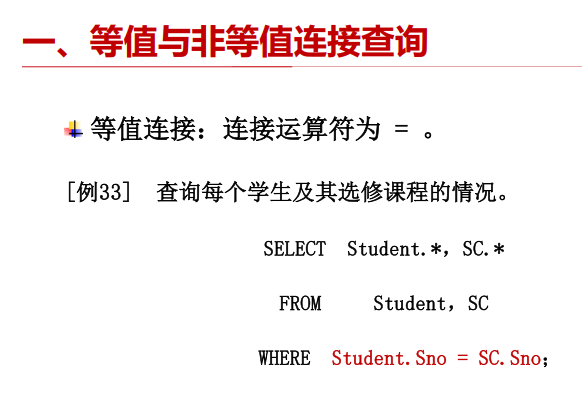 一、等值与非等值连接查询
等值连接：连接运算符为 = 。
[例33] 查询每个学生及其选修课程的情况。
SELECT Student.*，SC.*
FROM Student，SC
WHERE Student.Sno = SC.Sno；